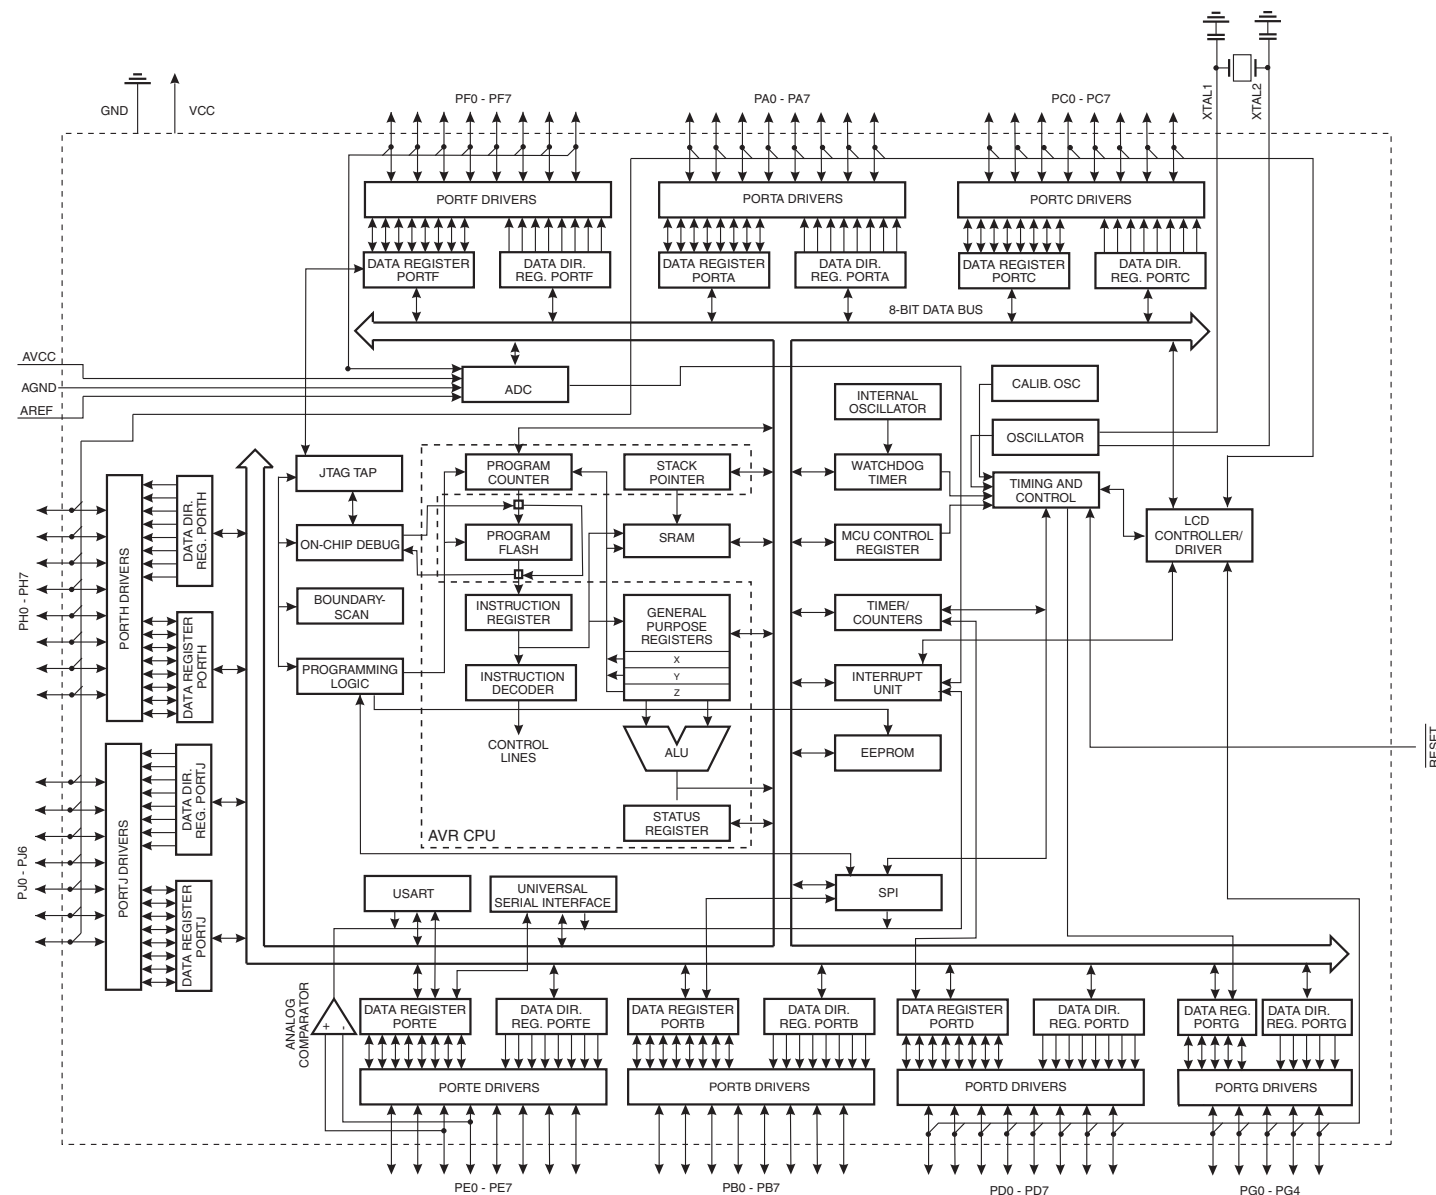 XTAL1
XTAL2
GND
VCC
PF0 - PF7
PA0 - PA7
PC0 - PC7
PORTF DRIVERS
PORTA DRIVERS
PORTC DRIVERS
DATA REGISTER
PORTF
DATA DIR.
REG. PORTF
DATA REGISTER
PORTA
DATA DIR.
REG. PORTA
DATA REGISTER
PORTC
DATA DIR.
REG. PORTC
8-BIT DATA BUS
AVCC
AGND
AREF
ADC
INTERNAL
OSCILLATOR
CALIB. OSC
OSCILLATOR
JTAG TAP
PROGRAM
COUNTER
STACK
POINTER
WATCHDOG
TIMER
TIMING AND
CONTROL
LCD
CONTROLLER/
DRIVER
ON-CHIP DEBUG
PROGRAM
FLASH
SRAM
MCU CONTROL
REGISTER
BOUNDARY-
SCAN
INSTRUCTION
REGISTER
GENERAL
PURPOSE
REGISTERS
X
Y
Z
TIMER/
COUNTERS
PROGRAMMING
LOGIC
INSTRUCTION
DECODER
INTERRUPT
UNIT
CONTROL
LINES
ALU
EEPROM
RESET
STATUS
REGISTER
AVR CPU
PH0 - PH7
PORTH DRIVERS
DATA DIR.
REG. PORTH
DATA REGISTER
PORTH
PJ0 - PJ6
PORTJ DRIVERS
DATA DIR.
REG. PORTJ
DATA REGISTER
PORTJ
USART
UNIVERSAL
SERIAL INTERFACE
SPI
ANALOG
COMPARATOR
+
-
DATA REGISTER
PORTE
DATA DIR.
REG. PORTE
DATA REGISTER
PORTB
DATA DIR.
REG. PORTB
DATA REGISTER
PORTD
DATA DIR.
REG. PORTD
DATA REG.
PORTG
DATA DIR.
REG. PORTG
PORTE DRIVERS
PORTB DRIVERS
PORTD DRIVERS
PORTG DRIVERS
PE0 - PE7
PB0 - PB7
PD0 - PD7
PG0 - PG4